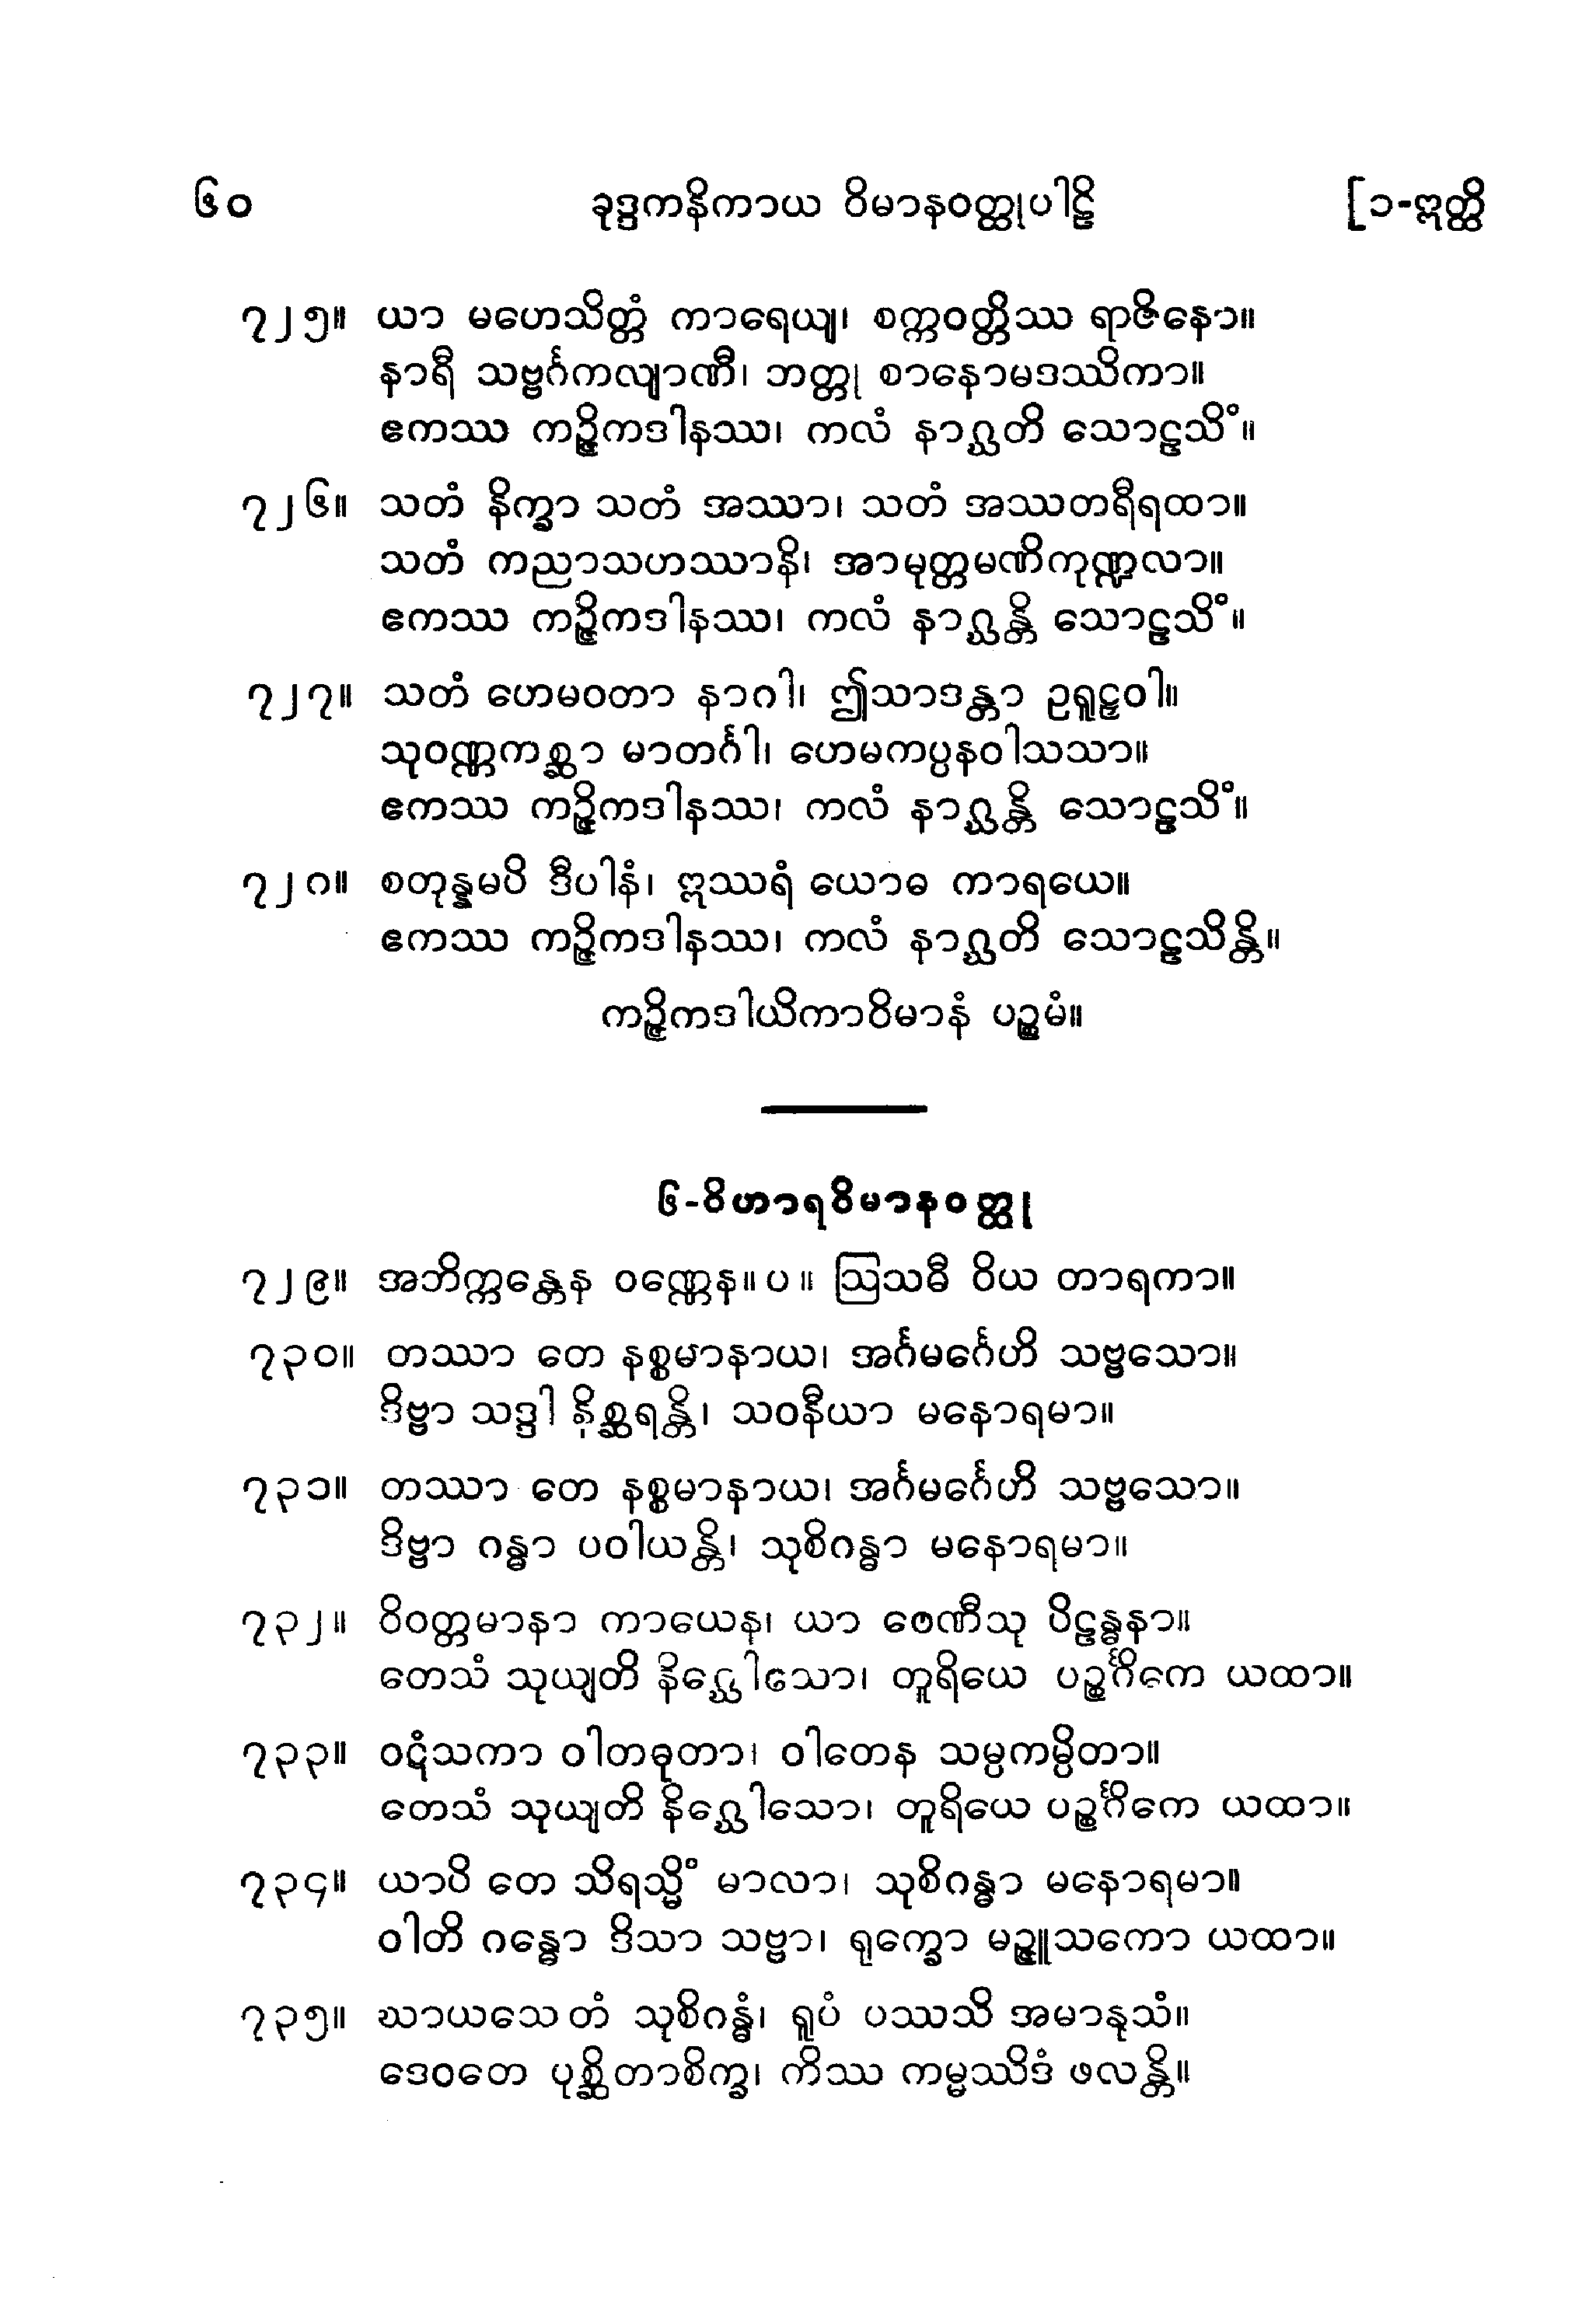 ၆၀ ခုဒ္ဒကနိကာယ ဝိမာနဝတ္ထုပါဠိ [၁-ဣတ္ထိ
၇၂၅။ ယာ မဟေသိတ္တံ ကာရေယျ၊ စက္ကဝတ္တိဿ ရာဇိနော။
နာရီ သဗ္ဗင်္ဂကလျာဏီ၊ ဘတ္တု စာနောမဒဿိကာ။
ဧကဿ ကဉ္ဇိကဒါနဿ၊ ကလံ နာဂ္ဃတိ သောဠသိံ။
၇၂၆။ သတံ နိက္ခာ သတံ အဿာ၊ သတံ အဿတရီရထာ။
သတံ ကညာသဟဿာနိ၊ အာမုတ္တမဏိကုဏ္ဍလာ။
ဧကဿ ကဉ္ဇိကဒါနဿ၊ ကလံ နာဂ္ဃန္တိ သောဠသိံ။
၇၂၇။ သတံ ဟေမဝတာ နာဂါ၊ ဤသာဒန္တာ ဥရူဠှဝါ။
သုဝဏ္ဏကစ္ဆာ မာတင်္ဂါ၊ ဟေမကပ္ပနဝါသသာ။
ဧကဿ ကဉ္ဇိကဒါနဿ၊ ကလံ နာဂ္ဃန္တိ သောဠသိံ။
၇၂၈။ စတုန္နမပိ ဒီပါနံ၊ ဣဿရံ ယောဓ ကာရယေ။
ဧကဿ ကဉ္ဇိကဒါနဿ၊ ကလံ နာဂ္ဃတိ သောဠသိန္တိ။
ကဉ္ဇိကဒါယိကာဝိမာနံ ပဉ္စမံ။
၆-ဝိဟာရဝိမာနဝတ္ထု
၇၂၉။ အဘိက္ကန္တေန ဝဏ္ဏေန။ ပ ။ ဩသဓီ ဝိယ တာရကာ။
၇၃၀။ တဿာ တေ နစ္စမာနာယ၊ အင်္ဂမင်္ဂေဟိ သဗ္ဗသော။
ဒိဗ္ဗာ သဒ္ဒါ နိစ္ဆရန္တိ၊ သဝနီယာ မနောရမာ။
၇၃၁။ တဿာ တေ နစ္စမာနာယ၊ အင်္ဂမင်္ဂေဟိ သဗ္ဗသော။
ဒိဗ္ဗာ ဂန္ဓာ ပဝါယန္တိ၊ သုစိဂန္ဓာ မနောရမာ။
၇၃၂။ ဝိဝတ္တမာနာ ကာယေန၊ ယာ ဝေဏီသု ပိဠန္ဓနာ။
တေသံ သုယျတိ နိဂ္ဃေါသော၊ တူရိယေ ပဉ္စင်္ဂိကေ ယထာ။
၇၃၃။ ဝဋံသကာ ဝါတဓုတာ၊ ဝါတေန သမ္ပကမ္ပိတာ။
တေသံ သုယျတိ နိဂ္ဃေါသော၊ တူရိယေ ပဉ္စင်္ဂိကေ ယထာ။
၇၃၄။ ယာပိ တေ သိရသ္မိံ မာလာ၊ သုစိဂန္ဓာ မနောရမာ။
ဝါတိ ဂန္ဓော ဒိသာ သဗ္ဗာ၊ ရုက္ခော မဉ္ဇူသကော ယထာ။
၇၃၅။ ဃာယသေ တံ သုစိဂန္ဓံ၊ ရူပံ ပဿသိ အမာနုသံ။
ဒေဝတေ ပုစ္ဆိတာစိက္ခ၊ ကိဿ ကမ္မဿိဒံ ဖလန္တိ။